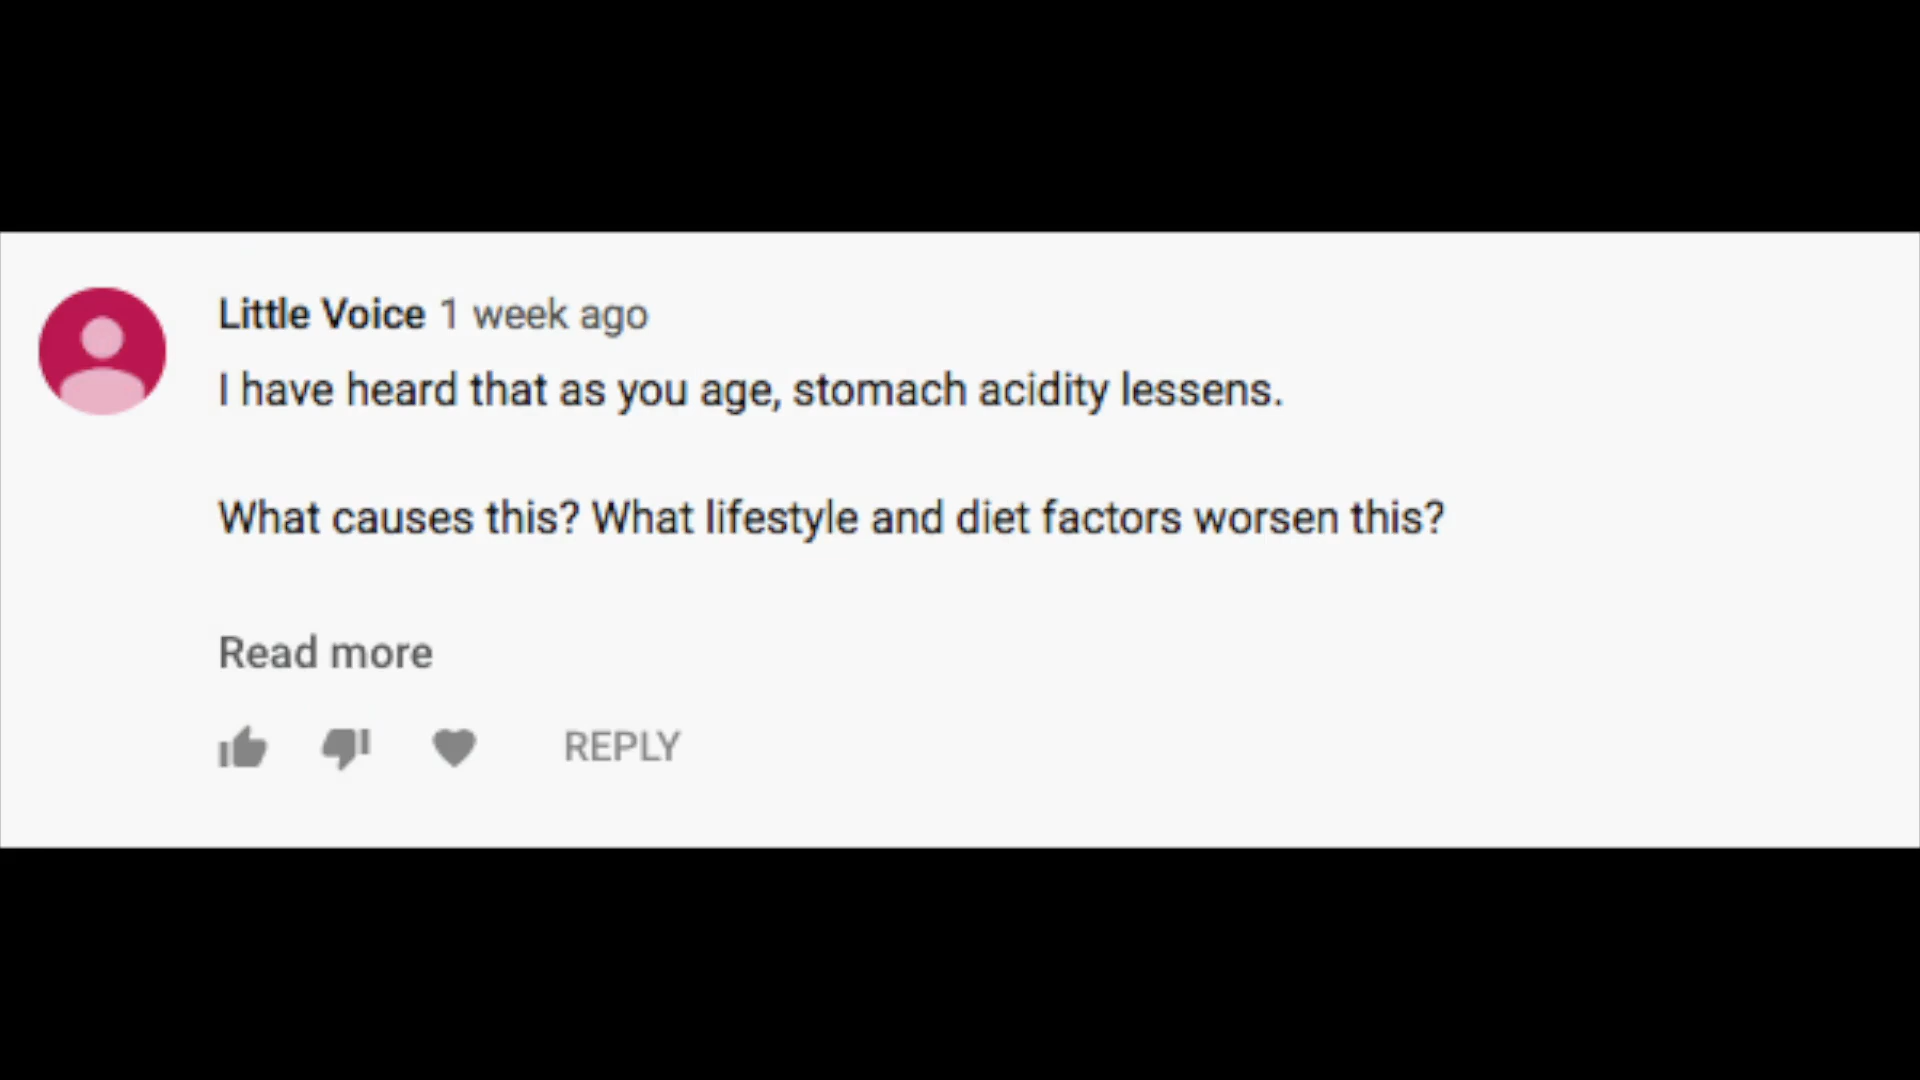 Little Voice 1 week ago
I have heard that as you age, stomach acidity lessens.
What causes this? What lifestyle and diet factors worsen this?
Read more
REPLY